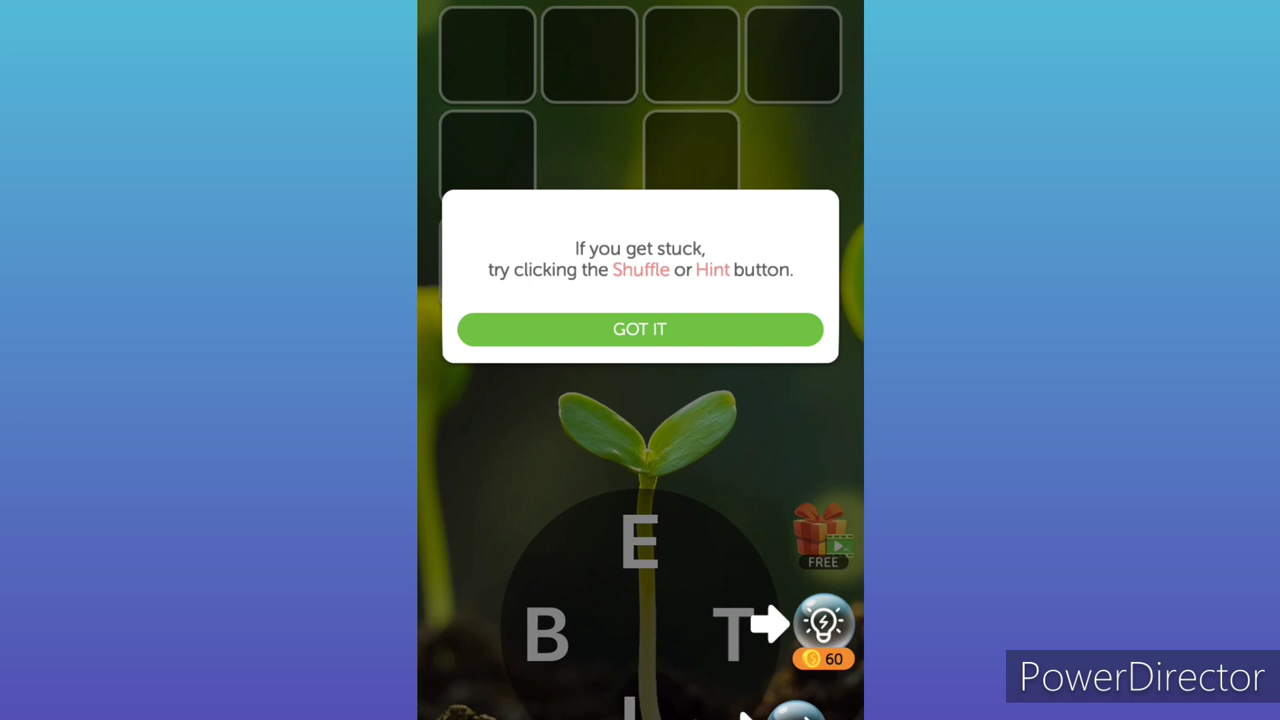 If you get stuck,
try clicking the Shuffle or Hint button.
GOT IT
E
FREE
B
T
60
PowerDirector